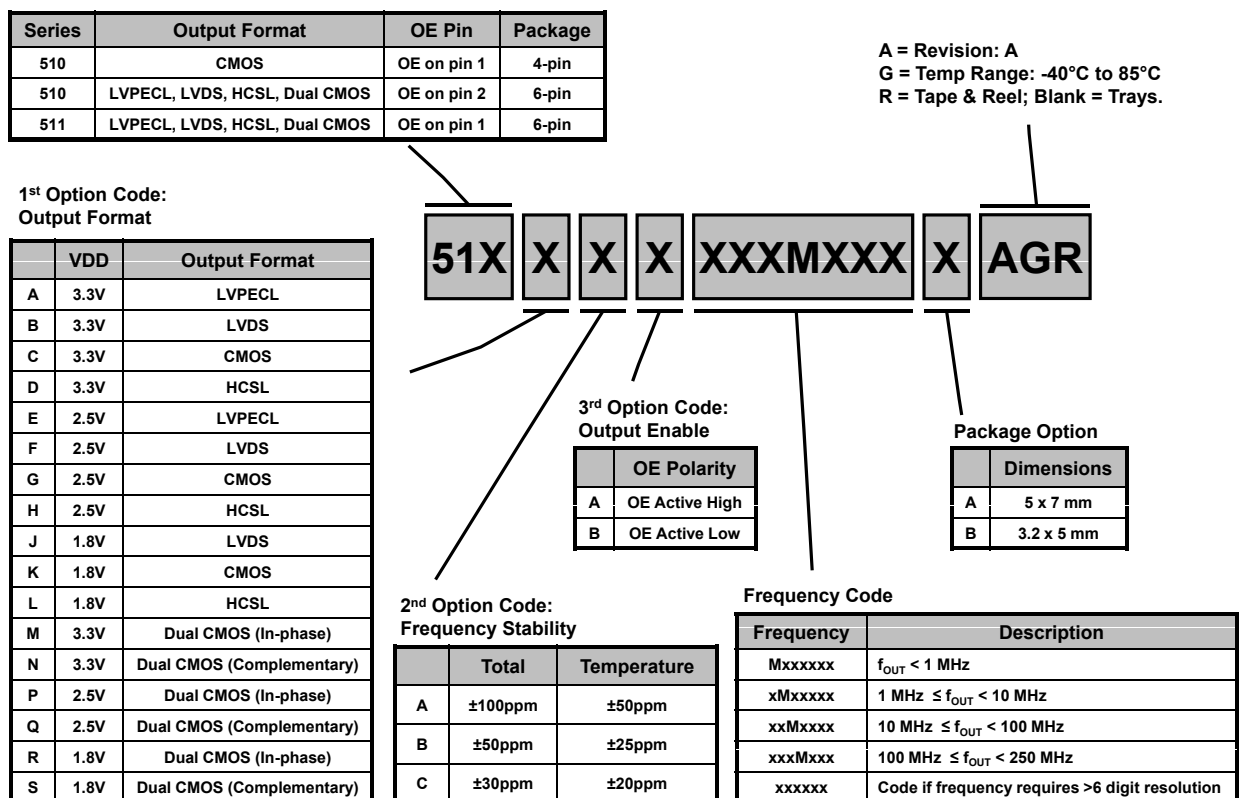 Series Output Format OE Pin Package
510 CMOS OE on pin 1 4-pin
510 LVPECL, LVDS, HCSL, Dual CMOS OE on pin 2 6-pin
511 LVPECL, LVDS, HCSL, Dual CMOS OE on pin 1 6-pin
A = Revision: A
G = Temp Range: -40°C to 85°C
R = Tape & Reel; Blank = Trays.
51X X X X XXXMXXX X AGR
1st Option Code:
Output Format
VDD Output Format
A 3.3V LVPECL
B 3.3V LVDS
C 3.3V CMOS
D 3.3V HCSL
E 2.5V LVPECL
F 2.5V LVDS
G 2.5V CMOS
H 2.5V HCSL
J 1.8V LVDS
K 1.8V CMOS
L 1.8V HCSL
M 3.3V Dual CMOS (In-phase)
N 3.3V Dual CMOS (Complementary)
P 2.5V Dual CMOS (In-phase)
Q 2.5V Dual CMOS (Complementary)
R 1.8V Dual CMOS (In-phase)
S 1.8V Dual CMOS (Complementary)
3rd Option Code:
Output Enable
OE Polarity
A OE Active High
B OE Active Low
Package Option
Dimensions
A 5 x 7 mm
B 3.2 x 5 mm
2nd Option Code:
Frequency Stability
Total Temperature
A ±100ppm ±50ppm
B ±50ppm ±25ppm
C ±30ppm ±20ppm
Frequency Code
Frequency Description
Mxxxxxx fOUT < 1 MHz
xMxxxxx 1 MHz ≤ fOUT < 10 MHz
xxMxxxx 10 MHz ≤ fOUT < 100 MHz
xxxMxxx 100 MHz ≤ fOUT < 250 MHz
xxxxxx Code if frequency requires >6 digit resolution